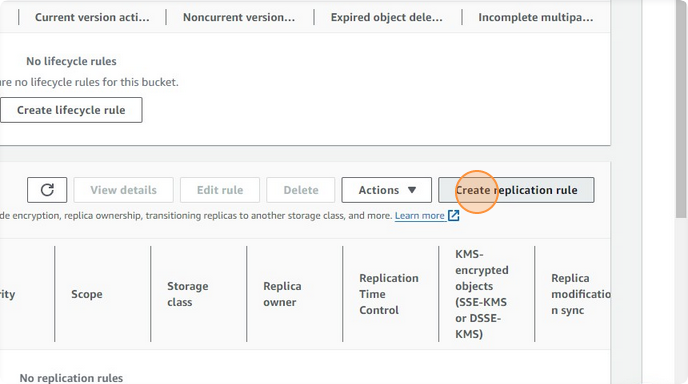 Current version acti...
Noncurrent version...
Expired object dele...
Incomplete multipa...
No lifecycle rules
are no lifecycle rules for this bucket.
Create lifecycle rule
View details
Edit rule
Delete
Actions
Create replication rule
encryption, replica ownership, transitioning replicas to another storage class, and more. Learn more
Scope
Storage
class
Replica
owner
Replication
Time
Control
KMS-
encrypted
objects
(SSE-KMS
or DSSE-
KMS)
Replica
modificatio
n sync
No replication rules